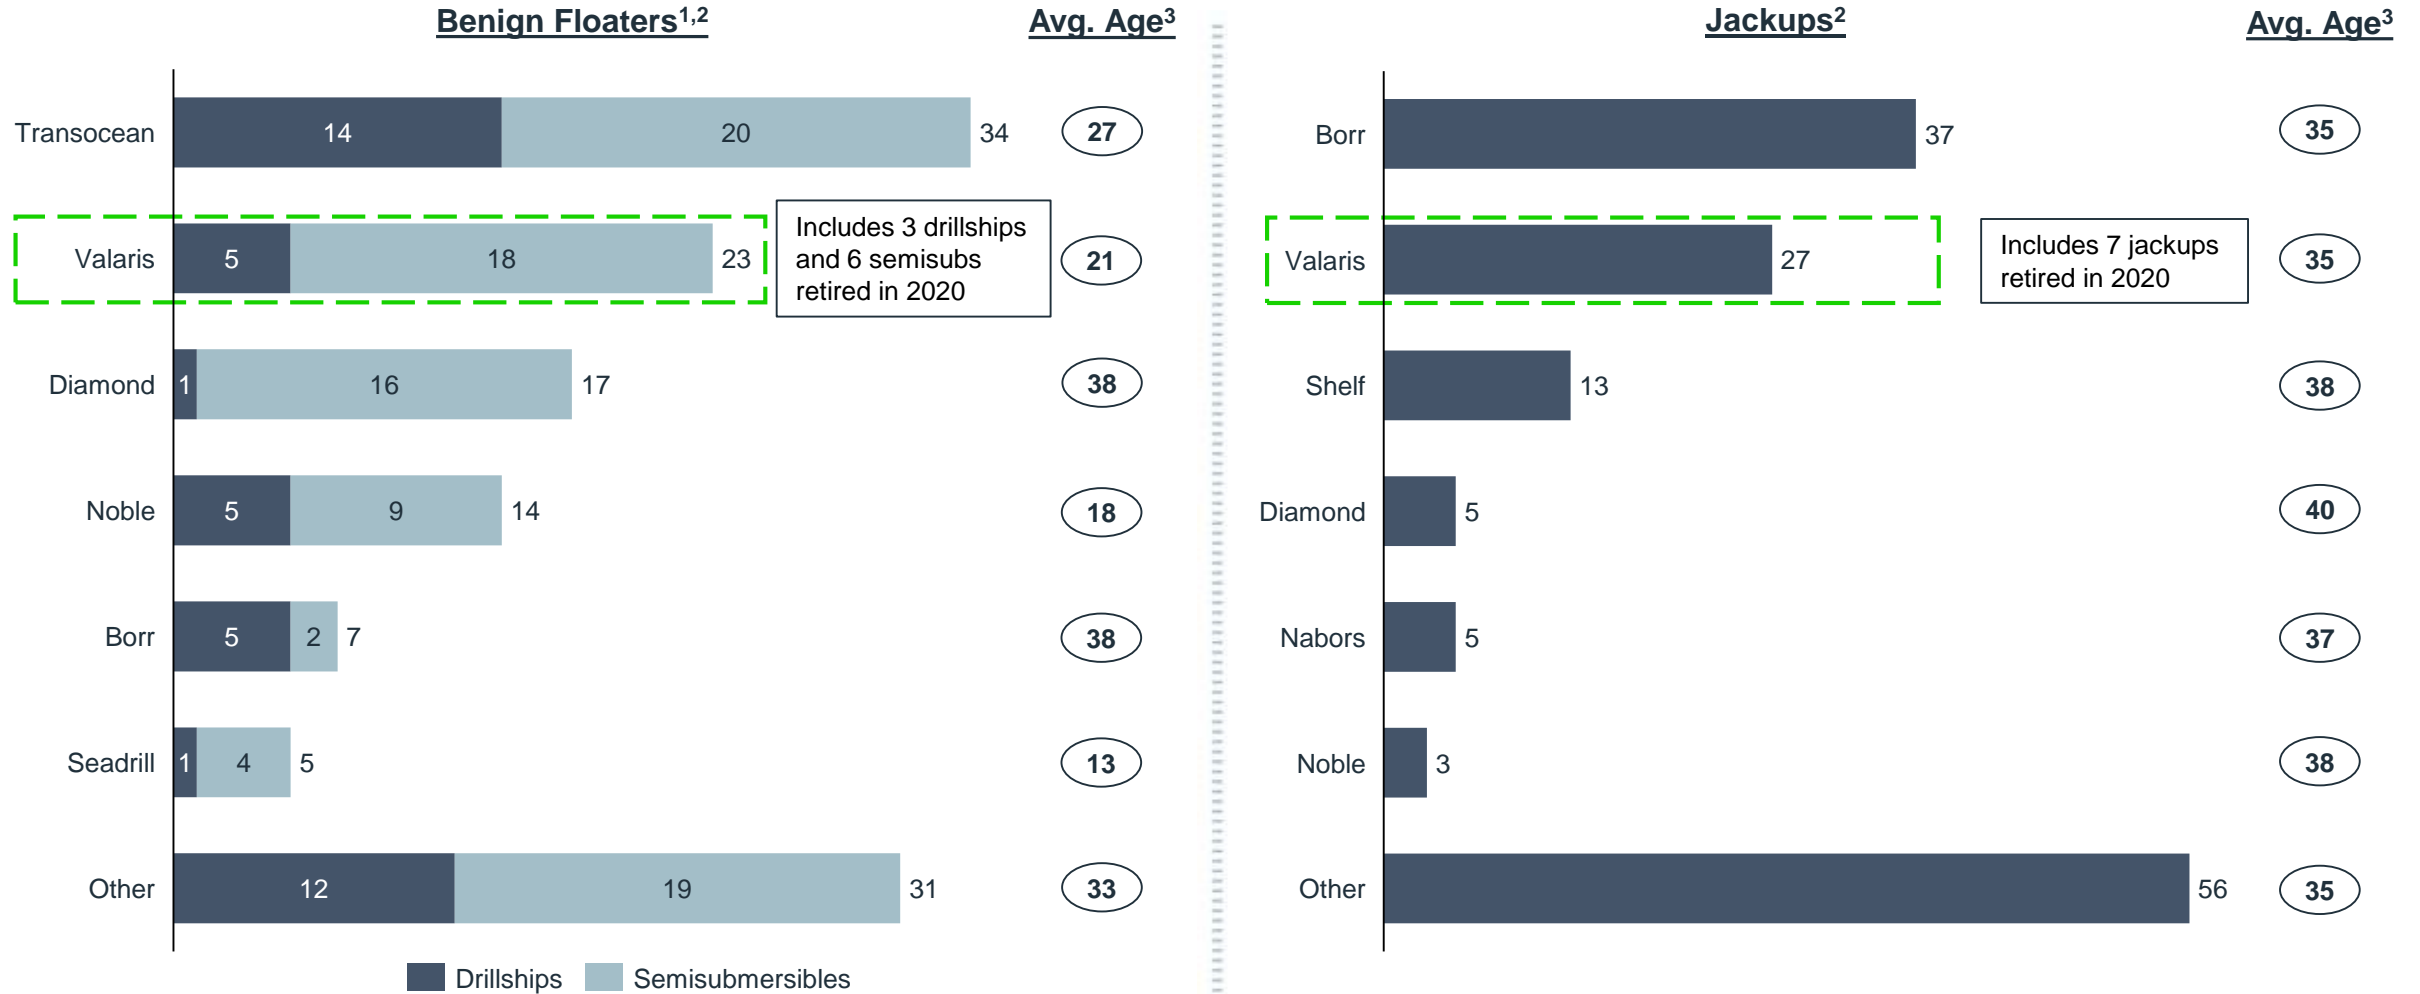 Benign Floaters1,2
Avg. Age3
Transocean 14 20 34 27
Valaris 5 18 23 21
Includes 3 drillships
and 6 semisubs
retired in 2020
Diamond 1 16 17 38
Noble 5 9 14 18
Borr 5 2 7 38
Seadrill 1 4 5 13
Other 12 19 31 33
Drillships
Semisubmersibles
Jackups2
Avg. Age3
Borr 37 35
Valaris 27 35
Includes 7 jackups
retired in 2020
Shelf 13 38
Diamond 5 40
Nabors 5 37
Noble 3 38
Other 56 35